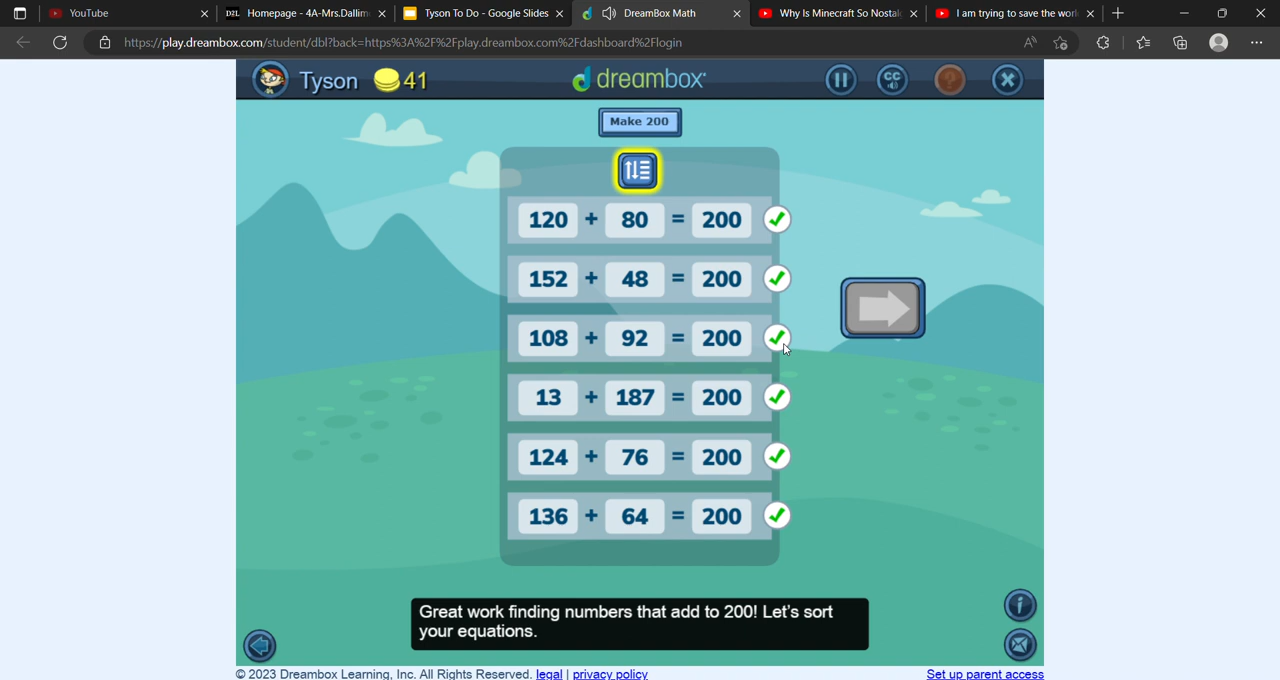 YouTube
D2L Homepage - 4A-Mrs.Dallim
Tyson To Do - Google Slides
DreamBox Math
Why Is Minecraft So Nostalg
I am trying to save the worl
https://play.dreambox.com/student/dbl?back=https%3A%2F%2Fplay.dreambox.com%2Fdashboard%2Flogin
Tyson 41 dreambox CC ?
Make 200
120 + 80 = 200
152 + 48 = 200
108 + 92 = 200
13 + 187 = 200
124 + 76 = 200
136 + 64 = 200
Great work finding numbers that add to 200! Let's sort
your equations.
i
© 2023 Dreambox Learning, Inc. All Rights Reserved. legal | privacy policy Set up parent access